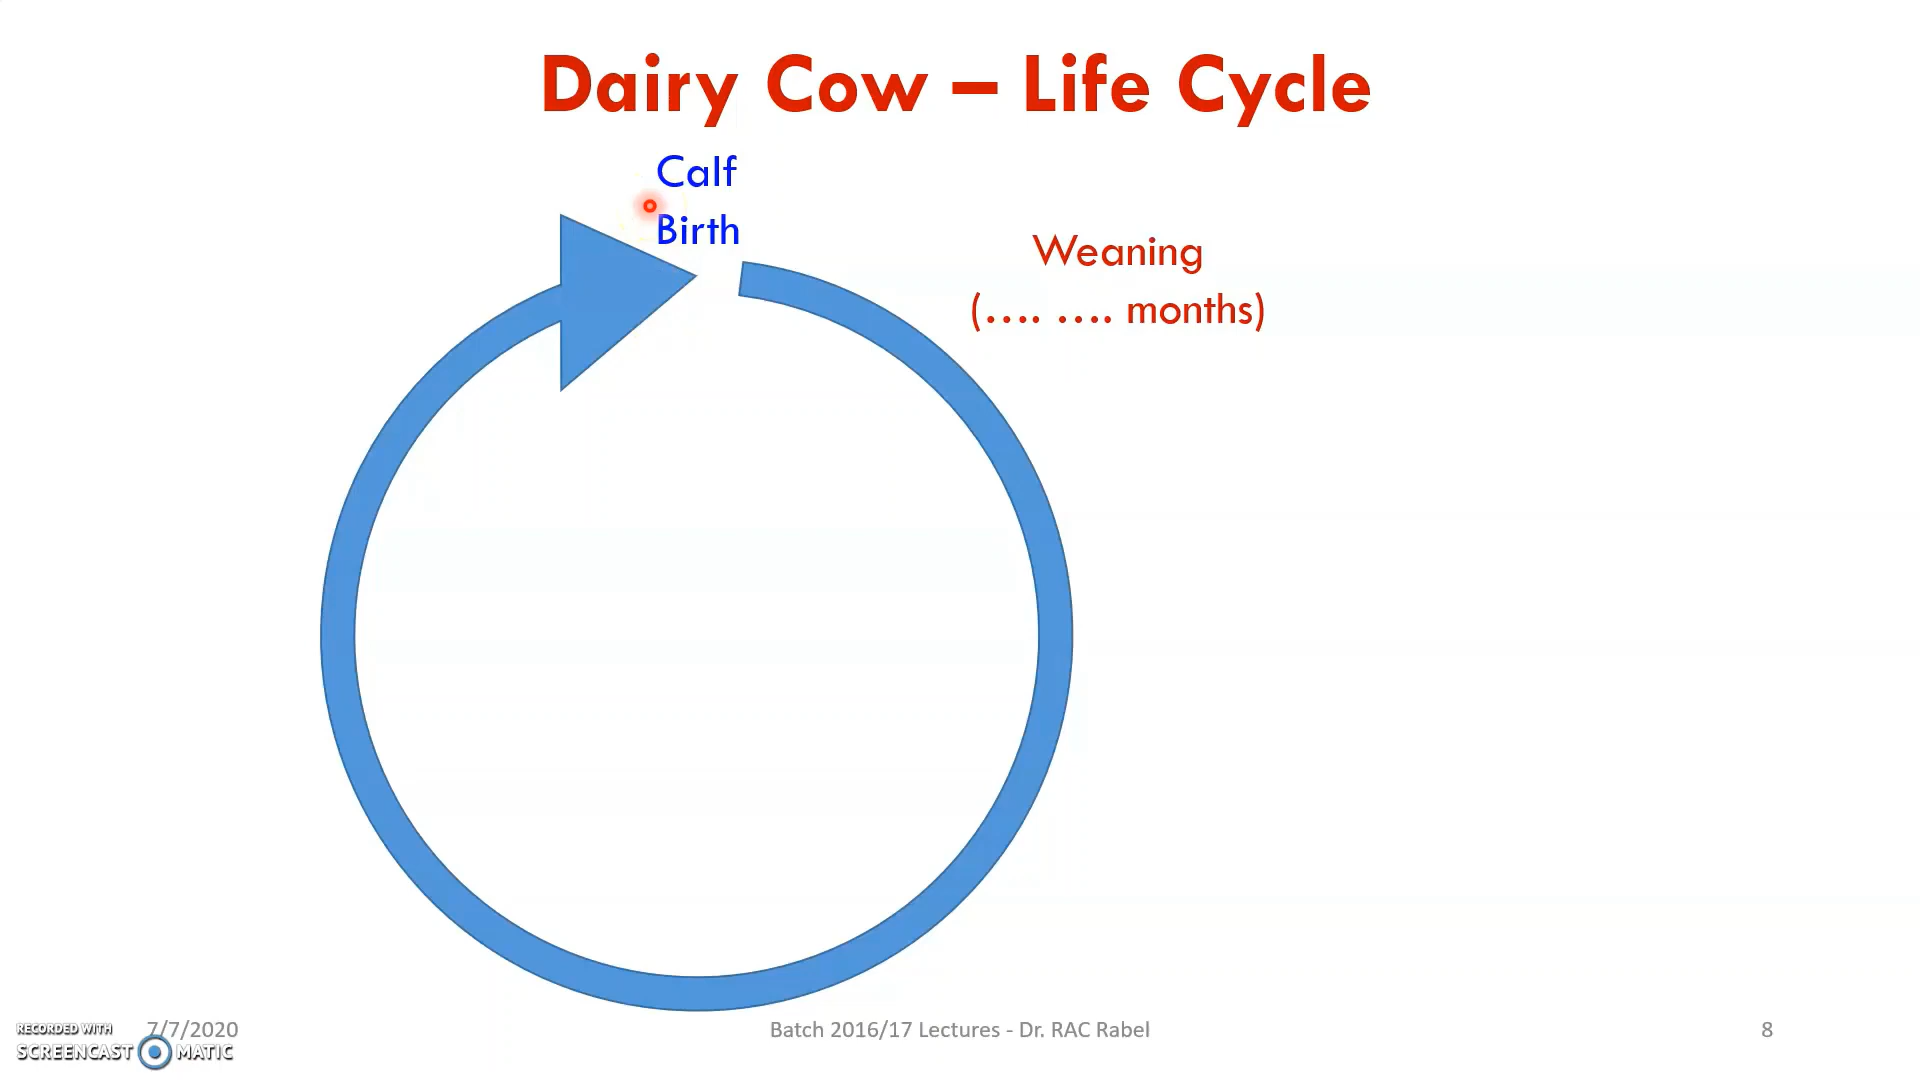 Dairy Cow – Life Cycle
Calf
Birth
Weaning
(.... .... months)
RECORDED WITH
SCREENCAST MATIC
7/7/2020
Batch 2016/17 Lectures - Dr. RAC Rabel
8